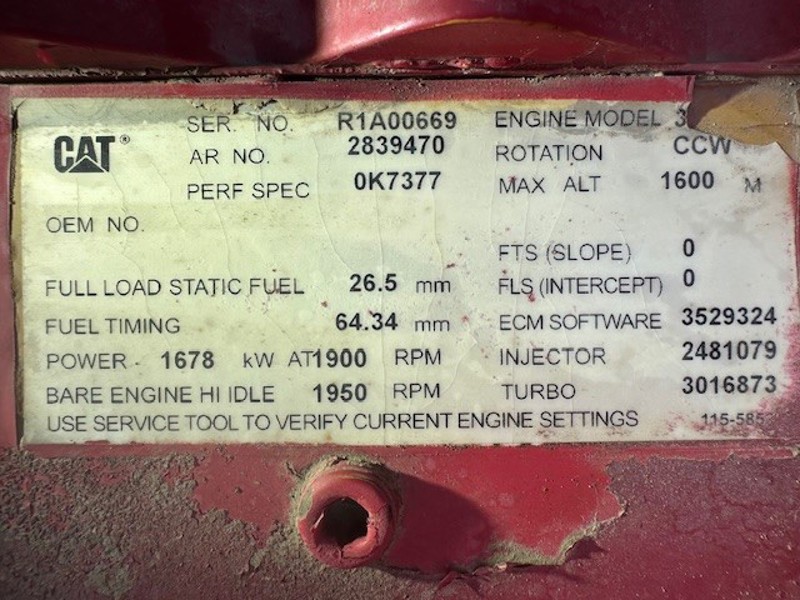 CAT®
SER. NO. R1A00669 ENGINE MODEL 3
AR NO. 2839470 ROTATION CCW
PERF SPEC 0K7377 MAX ALT 1600 M
OEM NO.
FTS (SLOPE) 0
FULL LOAD STATIC FUEL 26.5 mm FLS (INTERCEPT) 0
FUEL TIMING 64.34 mm ECM SOFTWARE 3529324
POWER - 1678 kW AT 1900 RPM INJECTOR 2481079
BARE ENGINE HI IDLE 1950 RPM TURBO 3016873
USE SERVICE TOOL TO VERIFY CURRENT ENGINE SETTINGS 115-585